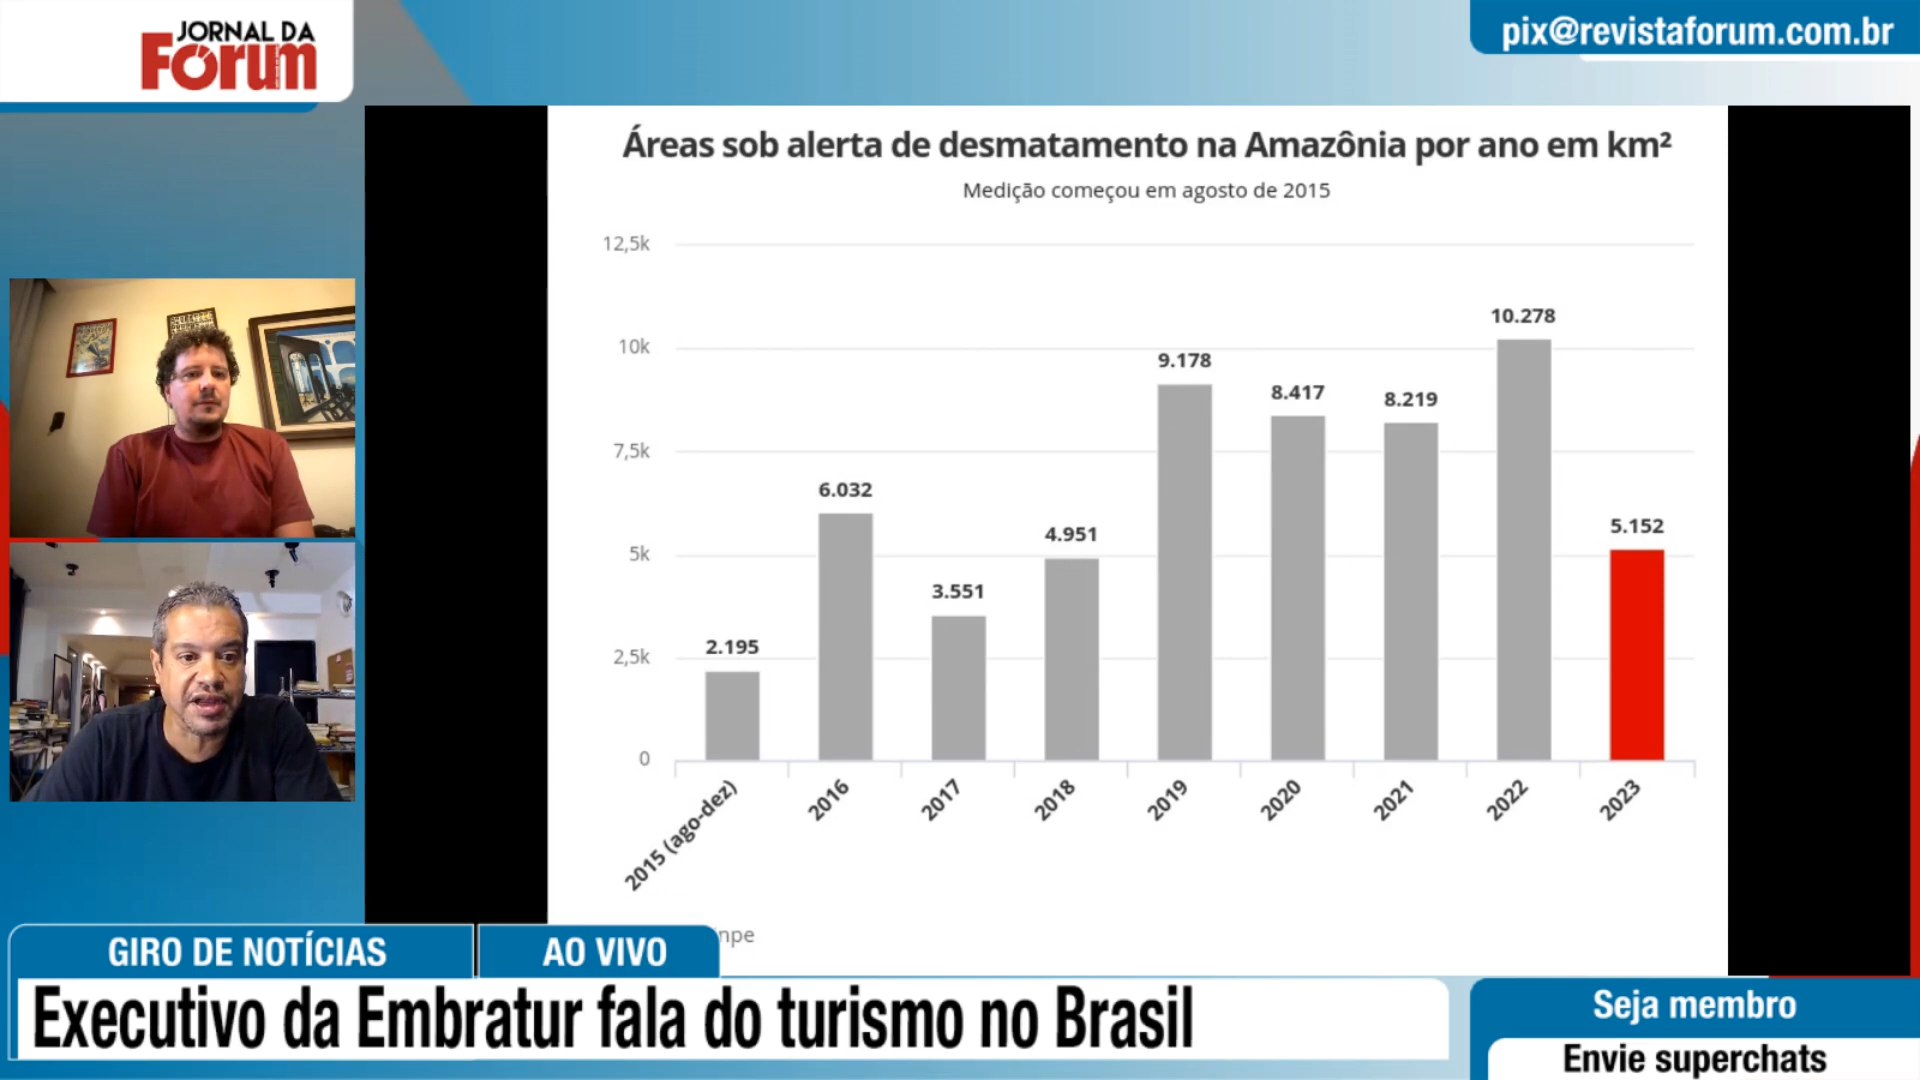 JORNAL DA
Fórum
pix@revistaforum.com.br
Áreas sob alerta de desmatamento na Amazônia por ano em km²
Medição começou em agosto de 2015
12,5k
10k
7,5k
5k
2,5k
0
2.195
6.032
3.551
4.951
9.178
8.417
8.219
10.278
5.152
2015 (ago-dez)
2016
2017
2018
2019
2020
2021
2022
2023
npe
GIRO DE NOTÍCIAS
AO VIVO
Executivo da Embratur fala do turismo no Brasil
Seja membro
Envie superchats